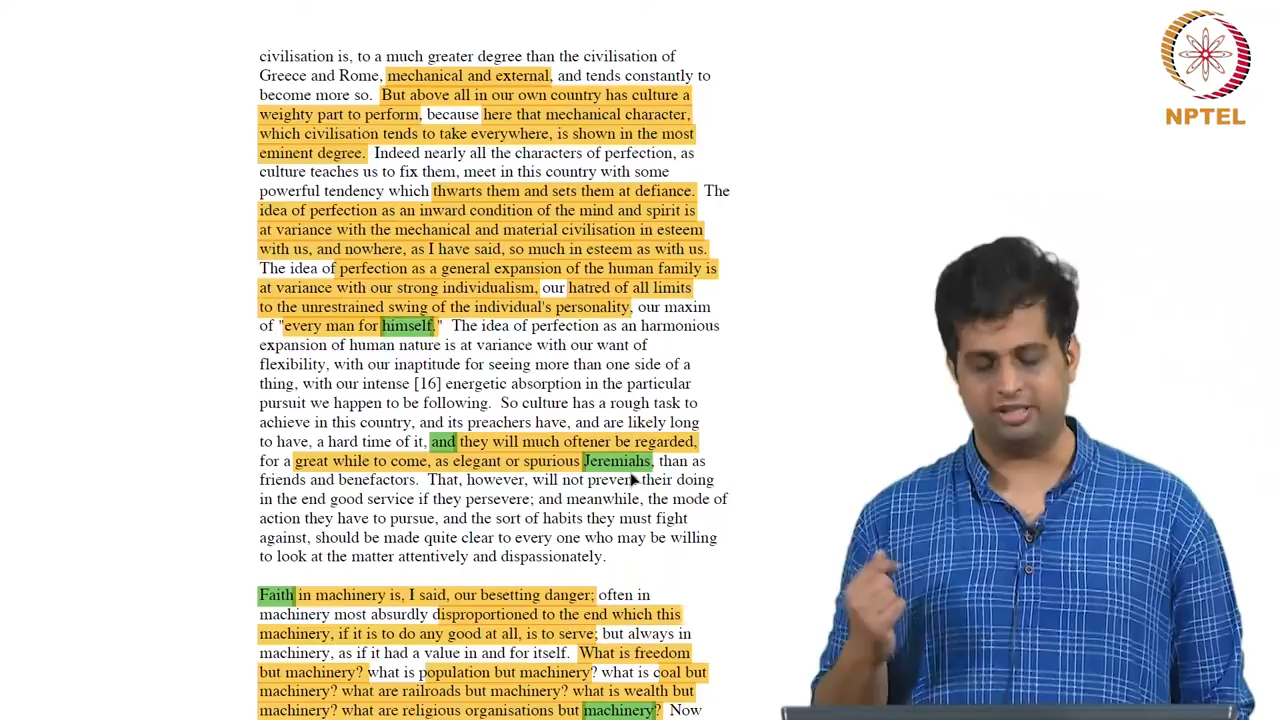 civilisation is, to a much greater degree than the civilisation of
Greece and Rome, mechanical and external, and tends constantly to
become more so. But above all in our own country has culture a
weighty part to perform, because here that mechanical character,
which civilisation tends to take everywhere, is shown in the most
eminent degree. Indeed nearly all the characters of perfection, as
culture teaches us to fix them, meet in this country with some
powerful tendency which thwarts them and sets them at defiance. The
idea of perfection as an inward condition of the mind and spirit is
at variance with the mechanical and material civilisation in esteem
with us, and nowhere, as I have said, so much in esteem as with us.
The idea of perfection as a general expansion of the human family is
at variance with our strong individualism, our hatred of all limits
to the unrestrained swing of the individual's personality, our maxim
of "every man for himself." The idea of perfection as an harmonious
expansion of human nature is at variance with our want of
flexibility, with our inaptitude for seeing more than one side of a
thing, with our intense [16] energetic absorption in the particular
pursuit we happen to be following. So culture has a rough task to
achieve in this country, and its preachers have, and are likely long
to have, a hard time of it, and they will much oftener be regarded,
for a great while to come, as elegant or spurious Jeremiahs, than as
friends and benefactors. That, however, will not prevent their doing
in the end good service if they persevere; and meanwhile, the mode of
action they have to pursue, and the sort of habits they must fight
against, should be made quite clear to every one who may be willing
to look at the matter attentively and dispassionately.
Faith in machinery is, I said, our besetting danger; often in
machinery most absurdly disproportioned to the end which this
machinery, if it is to do any good at all, is to serve; but always in
machinery, as if it had a value in and for itself. What is freedom
but machinery? what is population but machinery? what is coal but
machinery? what are railroads but machinery? what is wealth but
machinery? what are religious organisations but machinery? Now
NPTEL